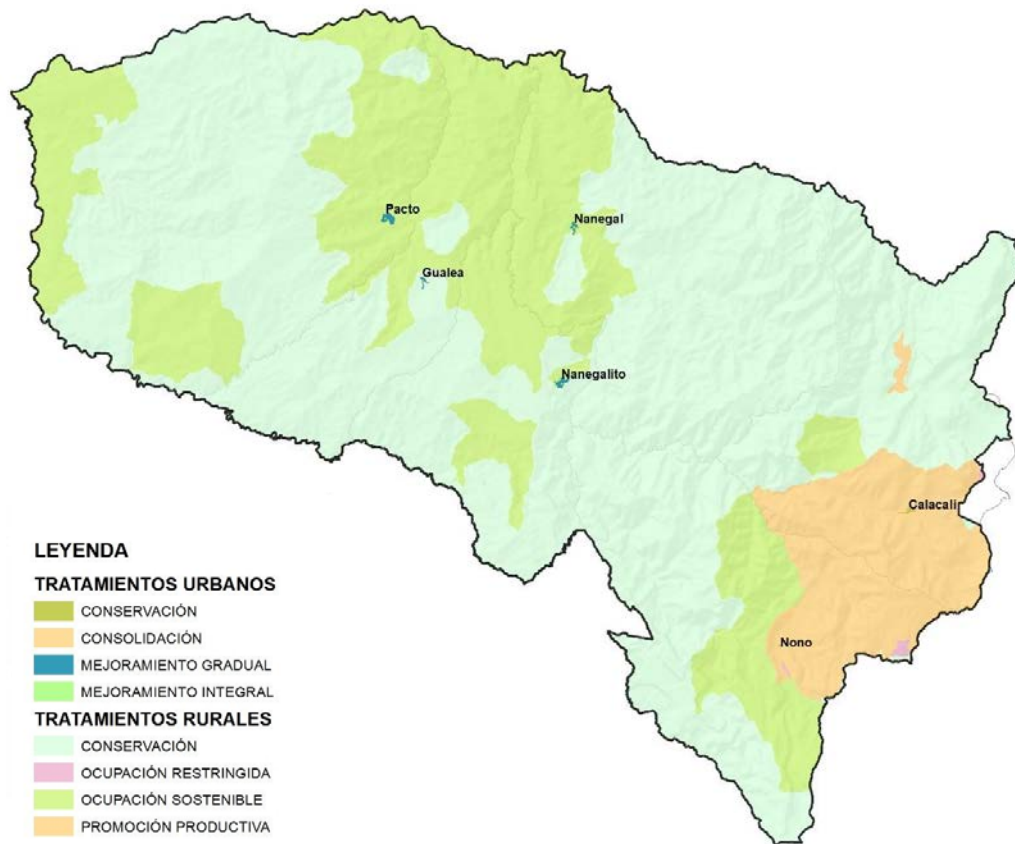 Pacto
Nanegal
Gualea
Nanegalito
Calacali
Nono
LEYENDA
TRATAMIENTOS URBANOS
CONSERVACIÓN
CONSOLIDACIÓN
MEJORAMIENTO GRADUAL
MEJORAMIENTO INTEGRAL
TRATAMIENTOS RURALES
CONSERVACIÓN
OCUPACIÓN RESTRINGIDA
OCUPACIÓN SOSTENIBLE
PROMOCIÓN PRODUCTIVA